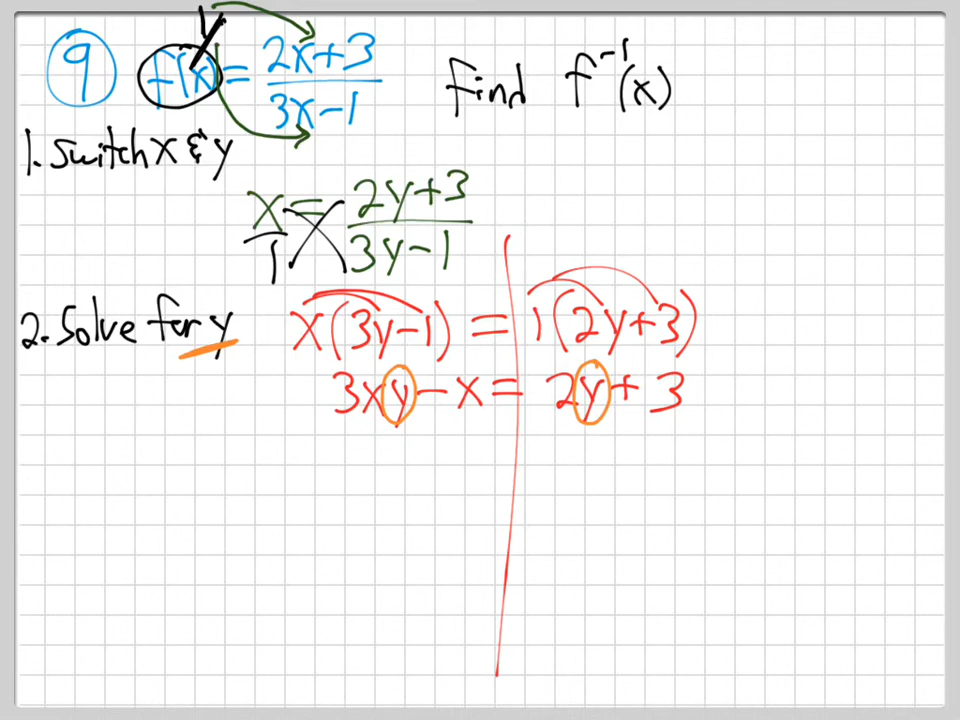 y
9 f(x) = (2x+3)/(3x-1) find f⁻¹(x)
1. Switch x & y
x/1 = (2y+3)/(3y-1)
2. Solve for y x(3y-1) = 1(2y+3)
3xy - x = 2y + 3